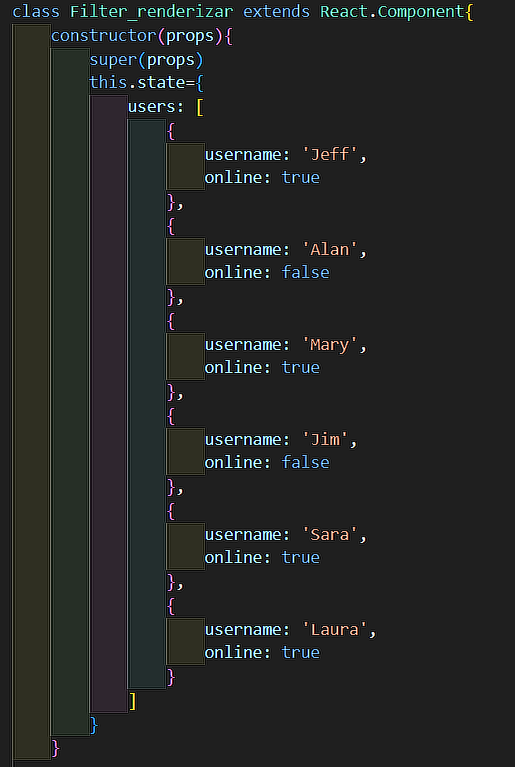 class Filter_renderizar extends React.Component{
constructor(props){
super(props)
this.state={
users: [
{
username: 'Jeff',
online: true
},
{
username: 'Alan',
online: false
},
{
username: 'Mary',
online: true
},
{
username: 'Jim',
online: false
},
{
username: 'Sara',
online: true
},
{
username: 'Laura',
online: true
}
]
}
}